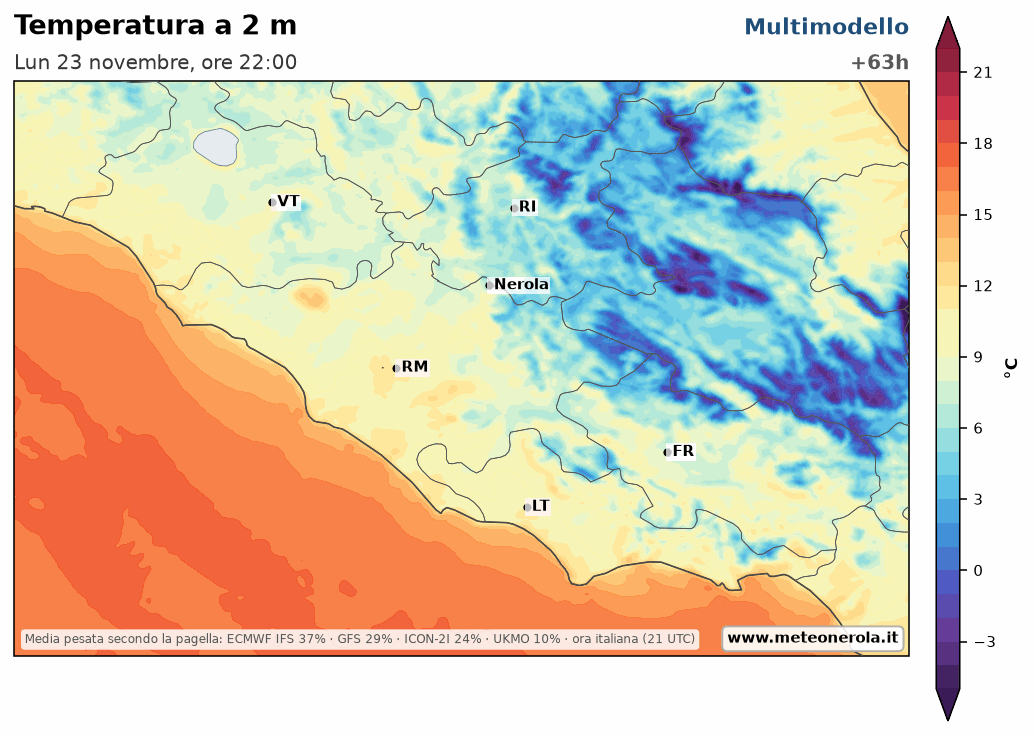 Temperatura a 2 m
Multimodello
Lun 23 novembre, ore 22:00
+63h
21
18
15
12
9
6
3
0
−3
°C
VT
RI
Nerola
RM
FR
LT
Media pesata secondo la pagella: ECMWF IFS 37% · GFS 29% · ICON-2I 24% · UKMO 10% · ora italiana (21 UTC)
www.meteonerola.it